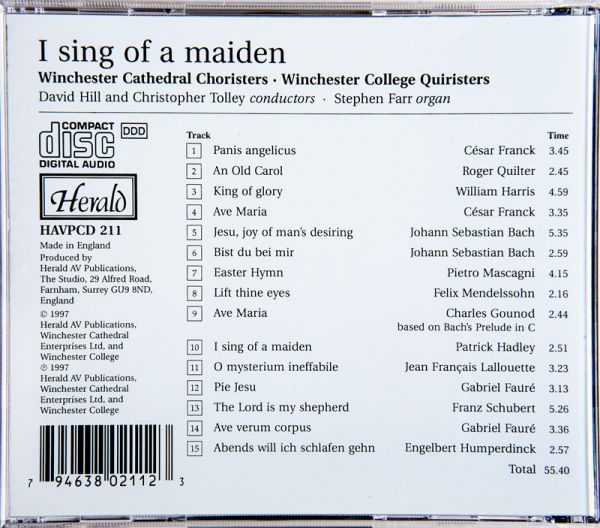 I sing of a maiden
Winchester Cathedral Choristers · Winchester College Quiristers
David Hill and Christopher Tolley conductors · Stephen Farr organ
COMPACT
disc
DIGITAL AUDIO
DDD
Herald
HAVPCD 211
Made in England
Produced by
Herald AV Publications,
The Studio, 29 Alfred Road,
Farnham, Surrey GU9 8ND,
England
© 1997
Herald AV Publications,
Winchester Cathedral
Enterprises Ltd, and
Winchester College
℗ 1997
Herald AV Publications,
Winchester Cathedral
Enterprises Ltd, and
Winchester College
7 94638 02112 3
Track Time
1 Panis angelicus César Franck 3.45
2 An Old Carol Roger Quilter 2.45
3 King of glory William Harris 4.59
4 Ave Maria César Franck 3.35
5 Jesu, joy of man's desiring Johann Sebastian Bach 5.35
6 Bist du bei mir Johann Sebastian Bach 2.59
7 Easter Hymn Pietro Mascagni 4.15
8 Lift thine eyes Felix Mendelssohn 2.16
9 Ave Maria Charles Gounod 2.44
based on Bach's Prelude in C
10 I sing of a maiden Patrick Hadley 2.51
11 O mysterium ineffabile Jean François Lallouette 3.23
12 Pie Jesu Gabriel Fauré 3.13
13 The Lord is my shepherd Franz Schubert 5.26
14 Ave verum corpus Gabriel Fauré 3.36
15 Abends will ich schlafen gehn Engelbert Humperdinck 2.57
Total 55.40